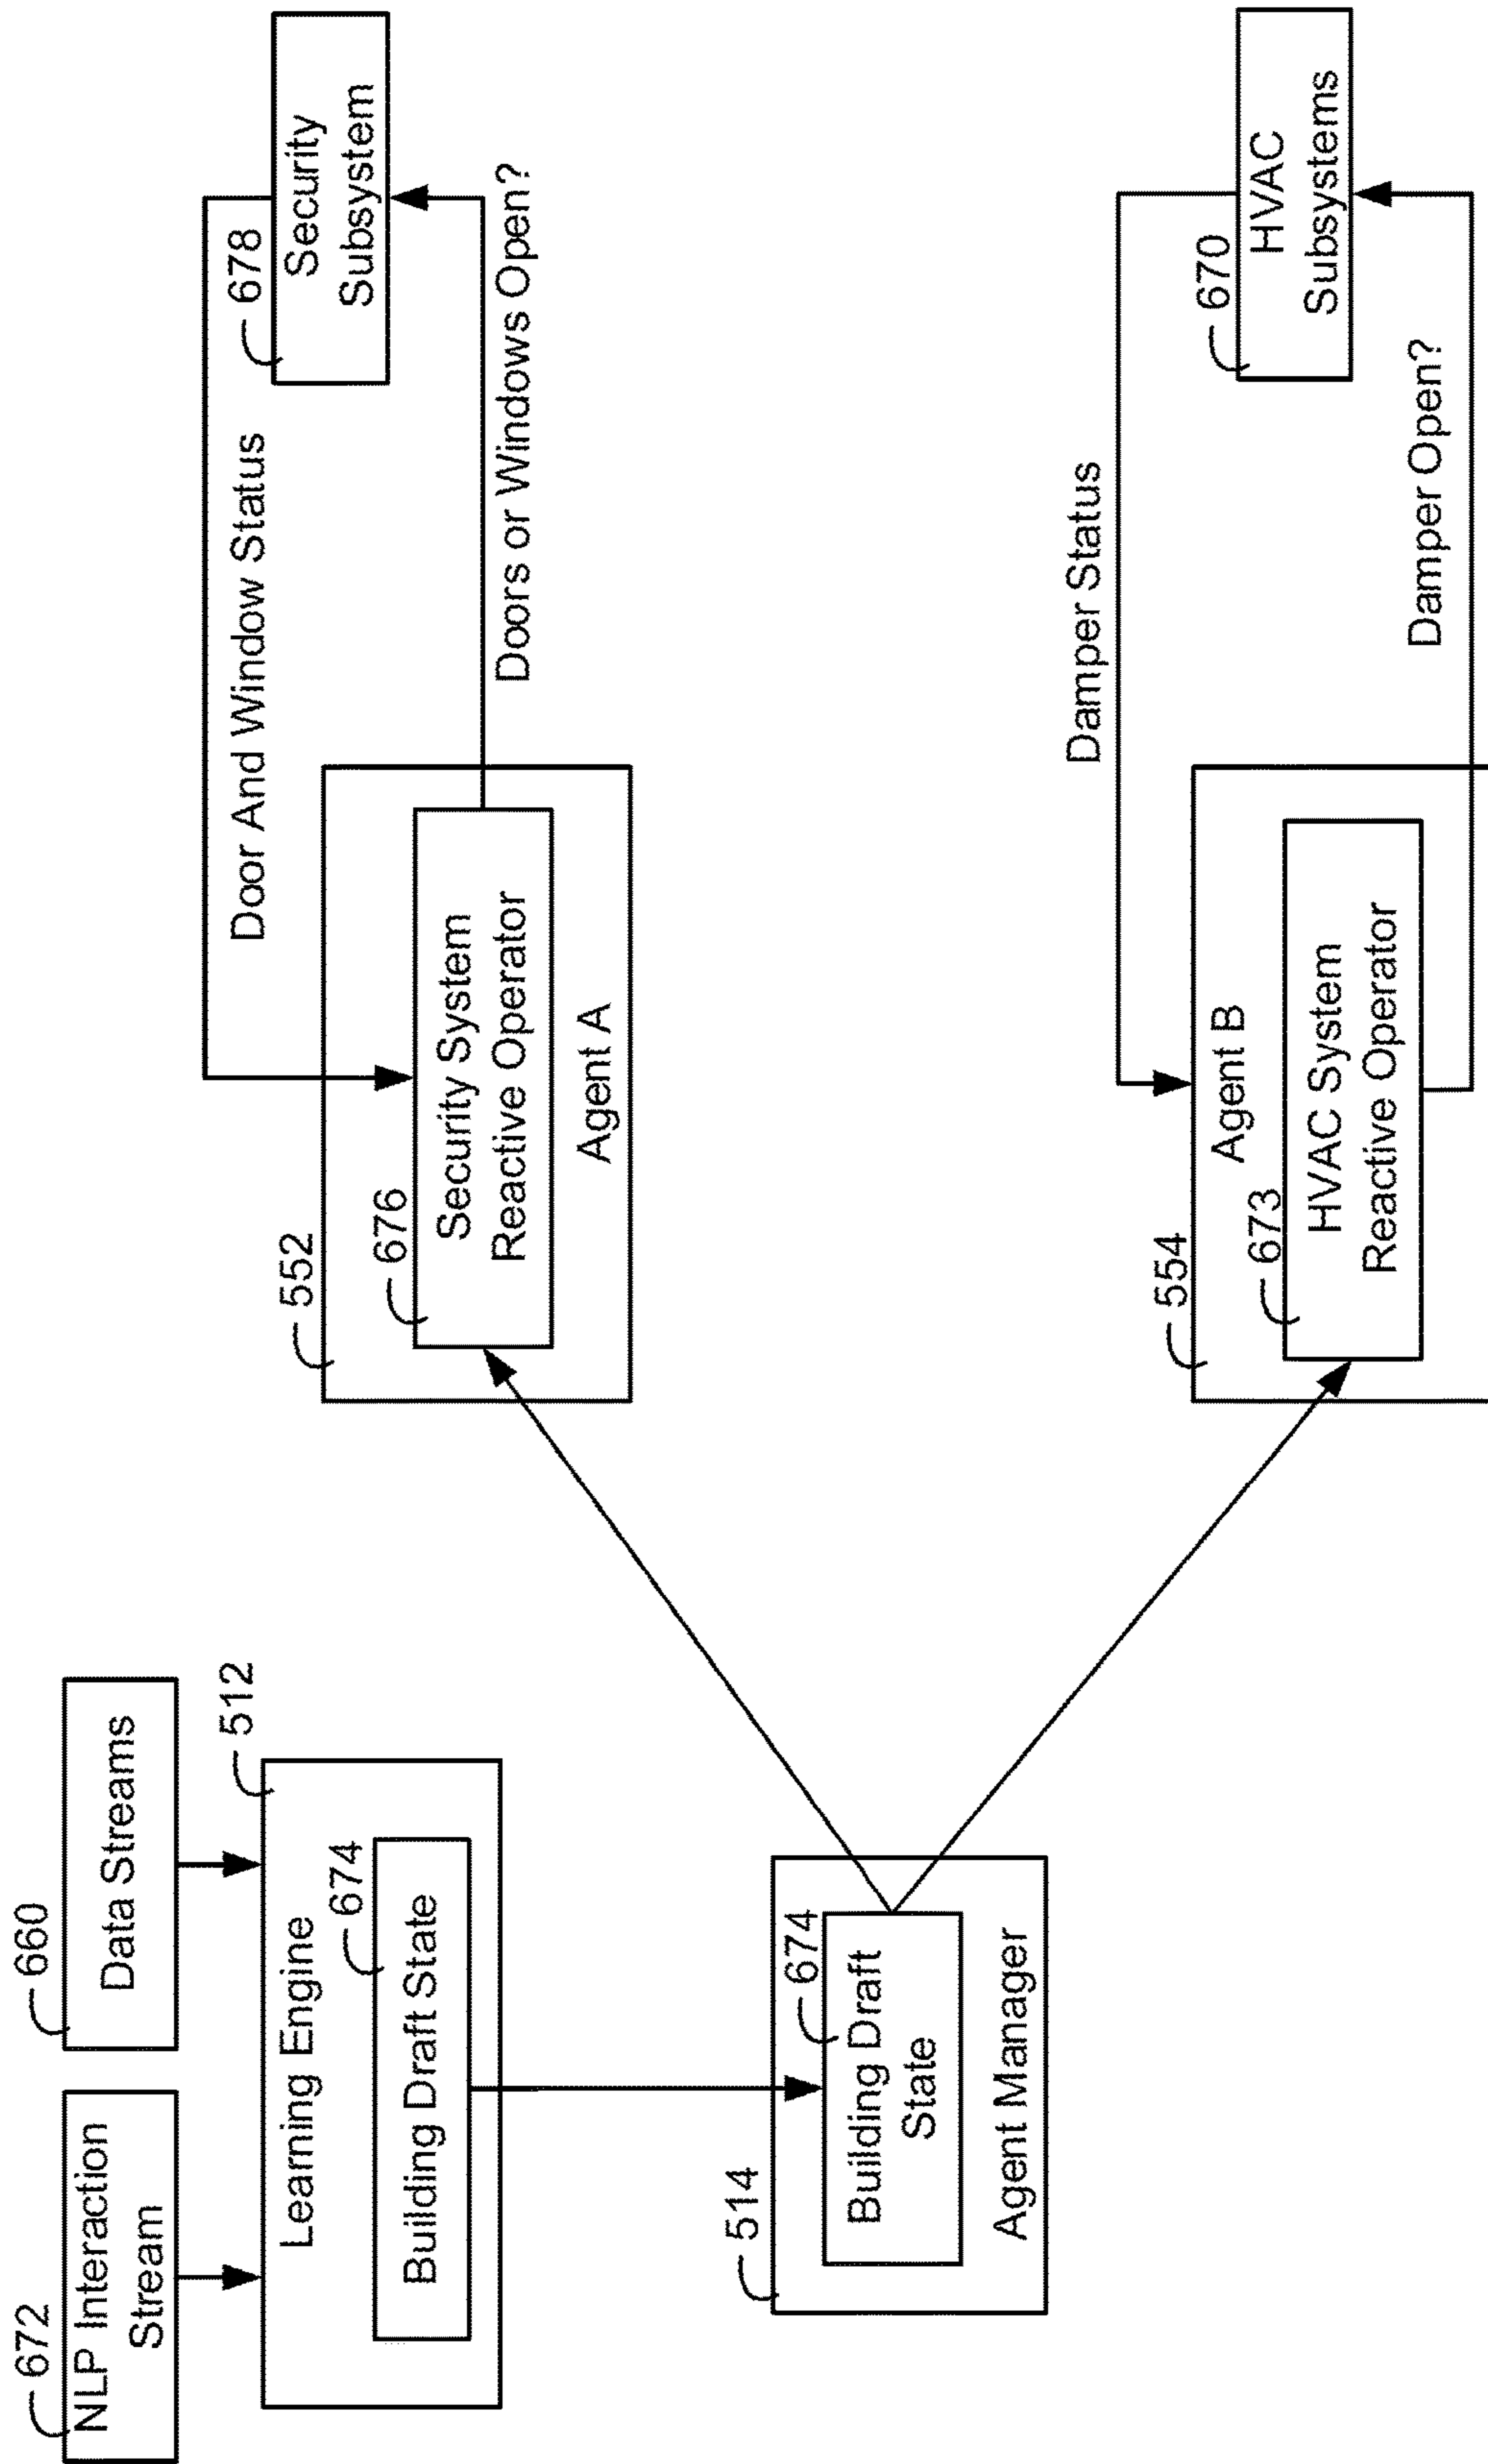 672
NLP Interaction
Stream
660
Data Streams
512
Learning Engine
674
Building Draft State
514
674
Building Draft
State
Agent Manager
552
676
Security System
Reactive Operator
Agent A
Door And Window Status
678
Security
Subsystem
Doors or Windows Open?
554
Agent B
673
HVAC System
Reactive Operator
Damper Status
670
HVAC
Subsystems
Damper Open?